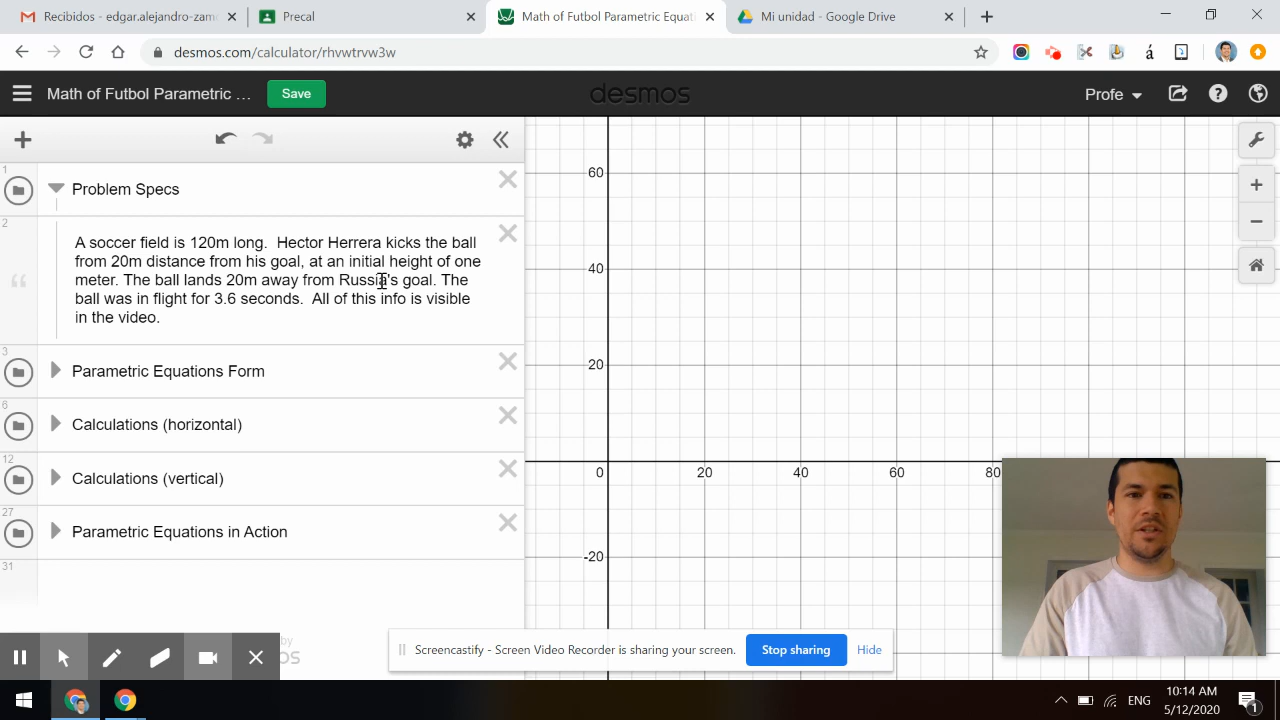 Recibidos - edgar.alejandro-zam
Precal
Math of Futbol Parametric Equati
Mi unidad - Google Drive
desmos.com/calculator/rhvwtrvw3w
á
Math of Futbol Parametric ...
Save
desmos
Profe
1
Problem Specs
2
A soccer field is 120m long.  Hector Herrera kicks the ball
from 20m distance from his goal, at an initial height of one
meter. The ball lands 20m away from Russia's goal. The
ball was in flight for 3.6 seconds.  All of this info is visible
in the video.
3
Parametric Equations Form
6
Calculations (horizontal)
12
Calculations (vertical)
27
Parametric Equations in Action
31
60
40
20
0
20
40
60
80
-20
by
os
Screencastify - Screen Video Recorder is sharing your screen.
Stop sharing
Hide
ENG
10:14 AM
5/12/2020
1